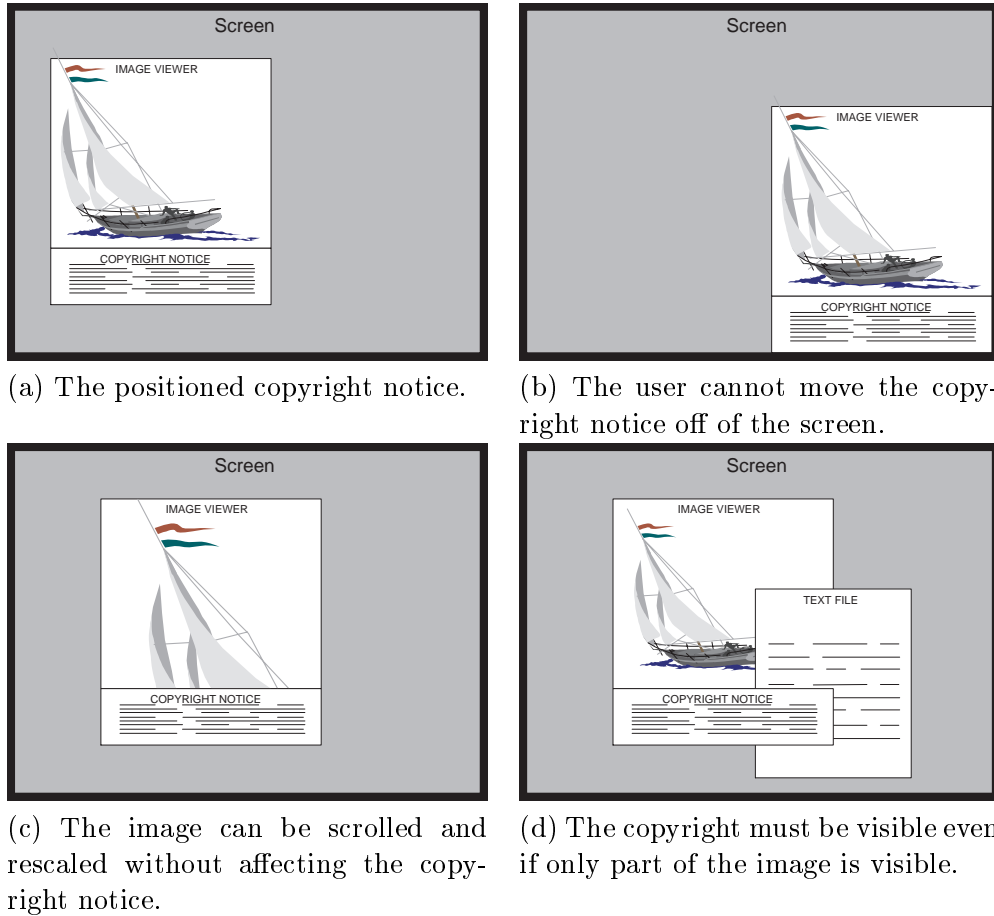 Screen
IMAGE VIEWER
COPYRIGHT NOTICE
(a) The positioned copyright notice.
Screen
IMAGE VIEWER
COPYRIGHT NOTICE
(b) The user cannot move the copy-
right notice off of the screen.
Screen
IMAGE VIEWER
COPYRIGHT NOTICE
(c) The image can be scrolled and
rescaled without affecting the copy-
right notice.
Screen
IMAGE VIEWER
TEXT FILE
COPYRIGHT NOTICE
(d) The copyright must be visible even
if only part of the image is visible.